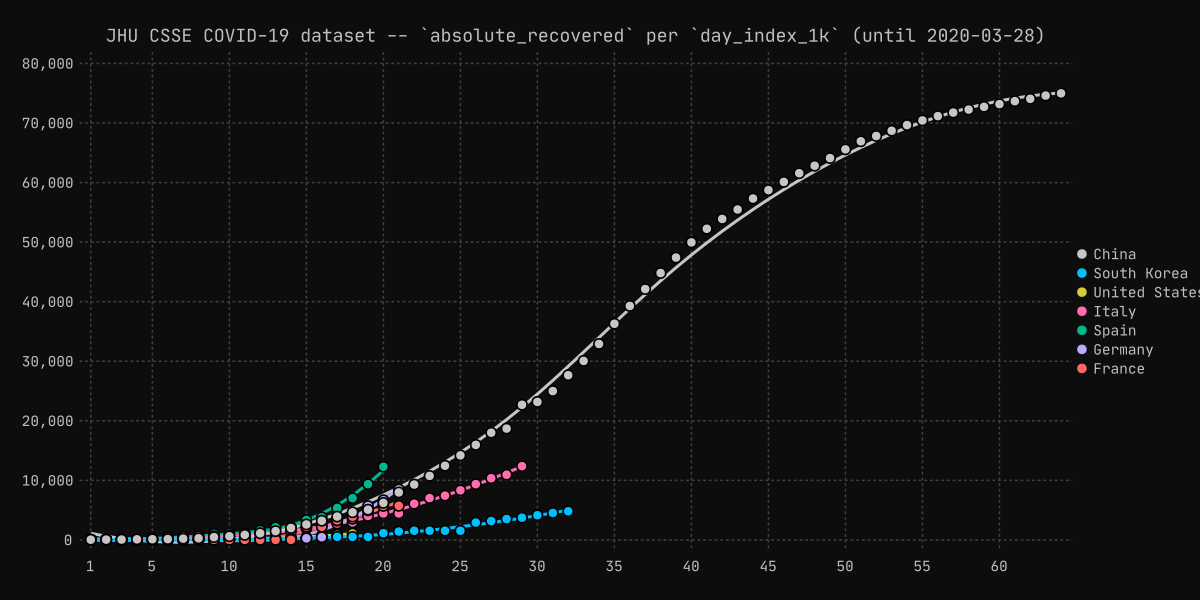 JHU CSSE COVID-19 dataset -- `absolute_recovered` per `day_index_1k` (until 2020-03-28)
80,000
70,000
60,000
50,000
40,000
30,000
20,000
10,000
0
1 5 10 15 20 25 30 35 40 45 50 55 60
China
South Korea
United States
Italy
Spain
Germany
France